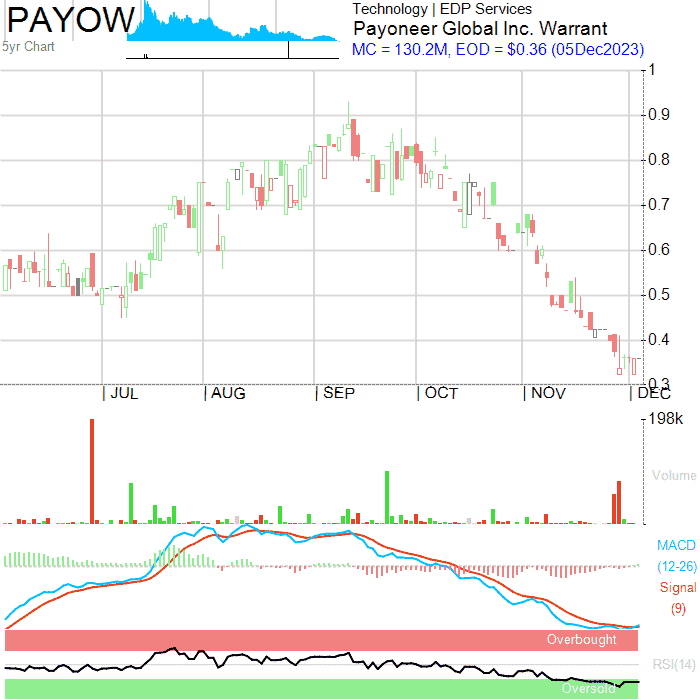 PAYOW
5yr Chart
Technology | EDP Services
Payoneer Global Inc. Warrant
MC = 130.2M, EOD = $0.36 (05Dec2023)
1
0.9
0.8
0.7
0.6
0.5
0.4
0.3
JUL AUG SEP OCT NOV DEC
198k
Volume
MACD
(12-26)
Signal
(9)
Overbought
RSI(14)
Oversold